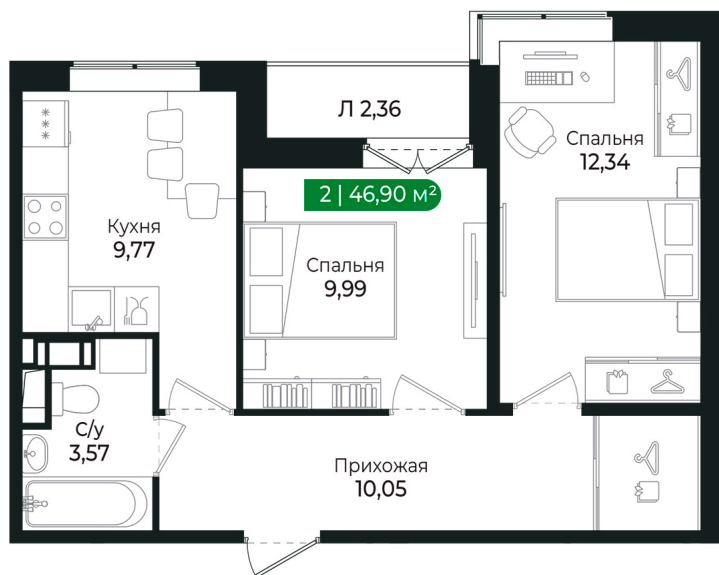 Л 2,36
Спальня
12,34
2 | 46,90 м²
Кухня
9,77
Спальня
9,99
С/у
3,57
Прихожая
10,05